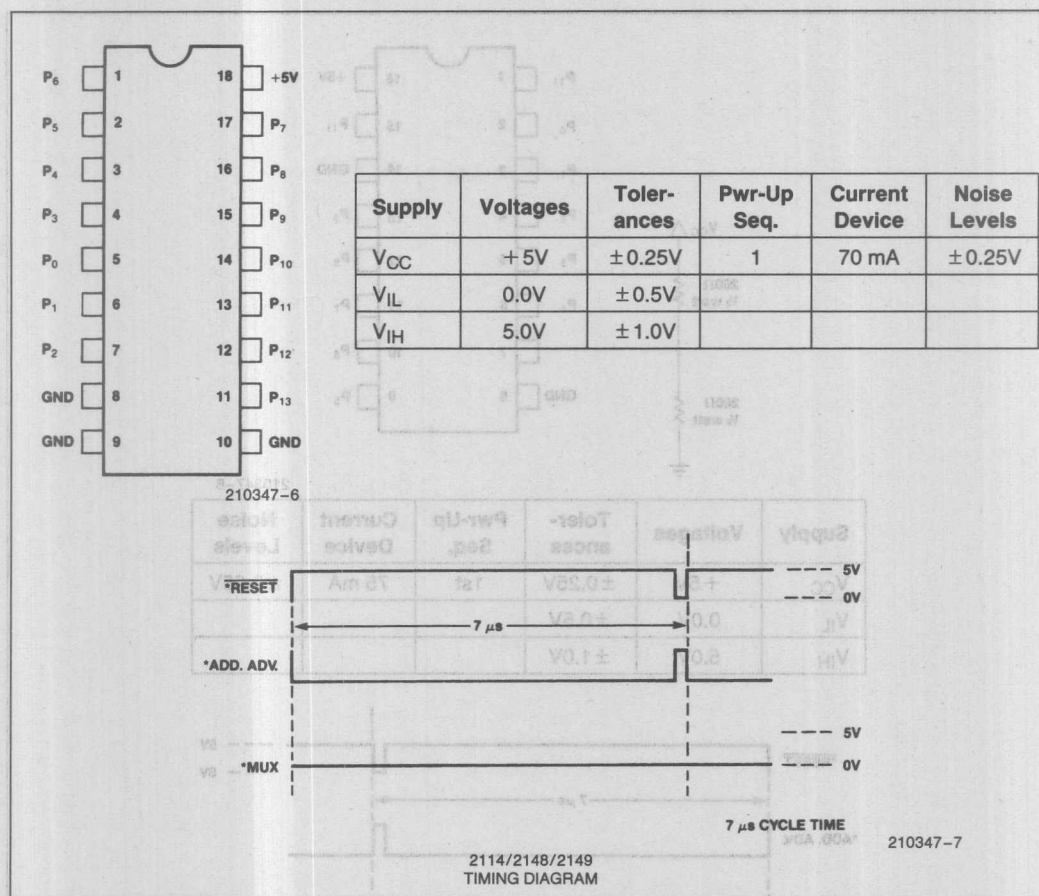 P₆ 1 18 +5V
P₅ 2 17 P₇
P₄ 3 16 P₈
P₃ 4 15 P₉
P₀ 5 14 P₁₀
P₁ 6 13 P₁₁
P₂ 7 12 P₁₂
GND 8 11 P₁₃
GND 9 10 GND
210347–6
Supply Voltages Toler-ances Pwr-Up Seq. Current Device Noise Levels
V_CC +5V ±0.25V 1 70 mA ±0.25V
V_IL 0.0V ±0.5V
V_IH 5.0V ±1.0V
*RESET
5V
0V
7 μs
*ADD. ADV.
5V
*MUX
0V
7 μs CYCLE TIME
210347–7
2114/2148/2149
TIMING DIAGRAM